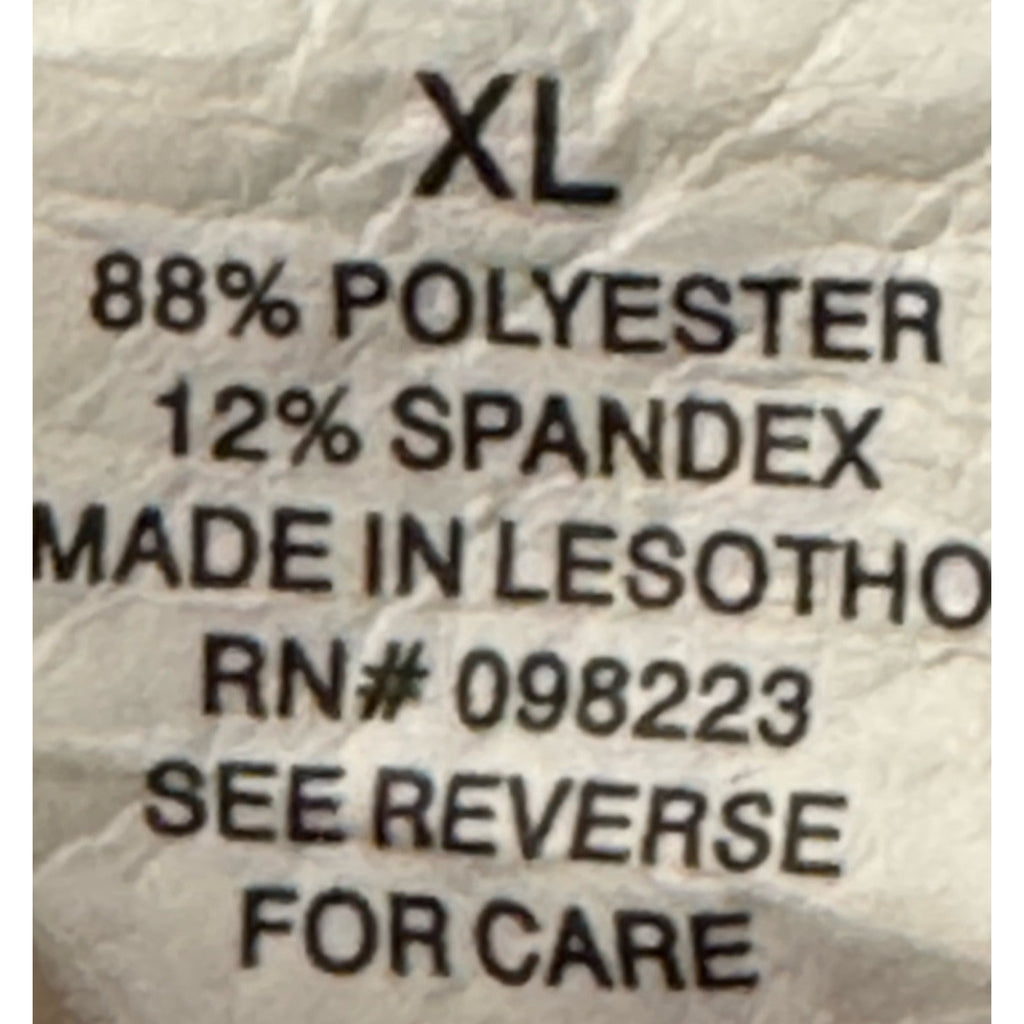 XL
88% POLYESTER
12% SPANDEX
MADE IN LESOTHO
RN# 098223
SEE REVERSE
FOR CARE